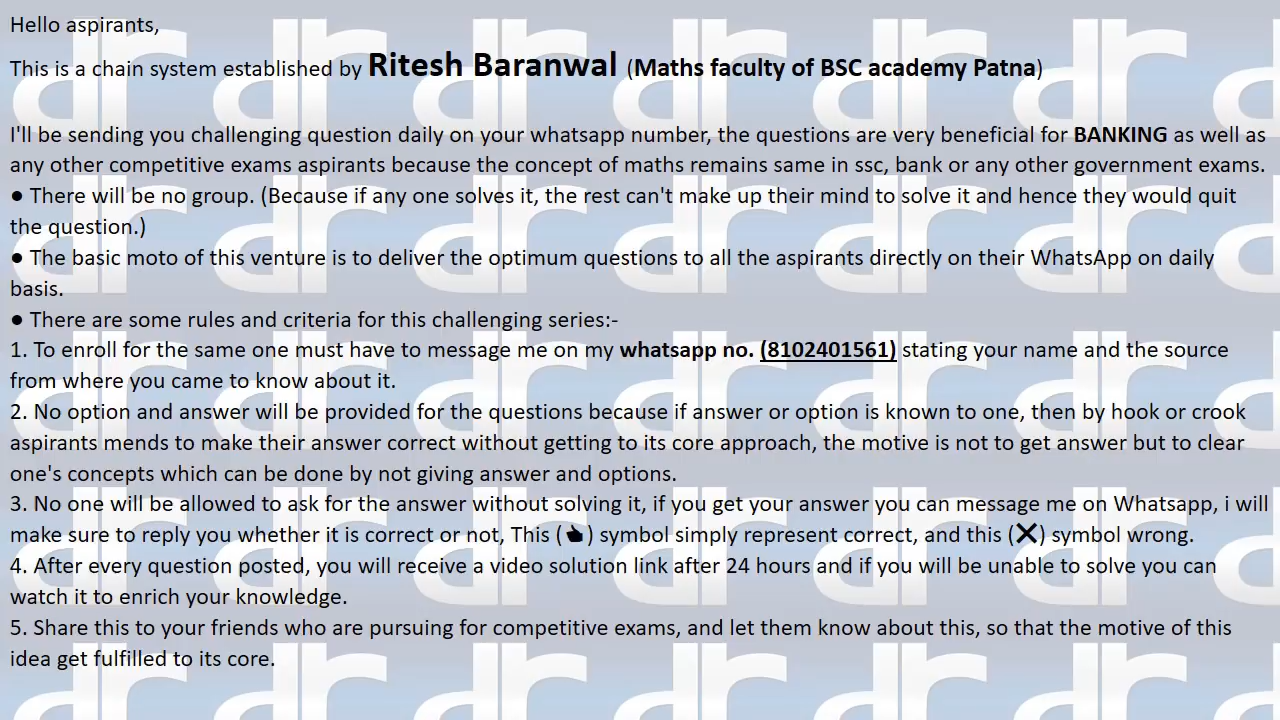 Hello aspirants,
This is a chain system established by Ritesh Baranwal (Maths faculty of BSC academy Patna)
I'll be sending you challenging question daily on your whatsapp number, the questions are very beneficial for BANKING as well as
any other competitive exams aspirants because the concept of maths remains same in ssc, bank or any other government exams.
● There will be no group. (Because if any one solves it, the rest can't make up their mind to solve it and hence they would quit
the question.)
● The basic moto of this venture is to deliver the optimum questions to all the aspirants directly on their WhatsApp on daily
basis.
● There are some rules and criteria for this challenging series:-
1. To enroll for the same one must have to message me on my whatsapp no. (8102401561) stating your name and the source
from where you came to know about it.
2. No option and answer will be provided for the questions because if answer or option is known to one, then by hook or crook
aspirants mends to make their answer correct without getting to its core approach, the motive is not to get answer but to clear
one's concepts which can be done by not giving answer and options.
3. No one will be allowed to ask for the answer without solving it, if you get your answer you can message me on Whatsapp, i will
make sure to reply you whether it is correct or not, This (👍) symbol simply represent correct, and this (❌) symbol wrong.
4. After every question posted, you will receive a video solution link after 24 hours and if you will be unable to solve you can
watch it to enrich your knowledge.
5. Share this to your friends who are pursuing for competitive exams, and let them know about this, so that the motive of this
idea get fulfilled to its core.